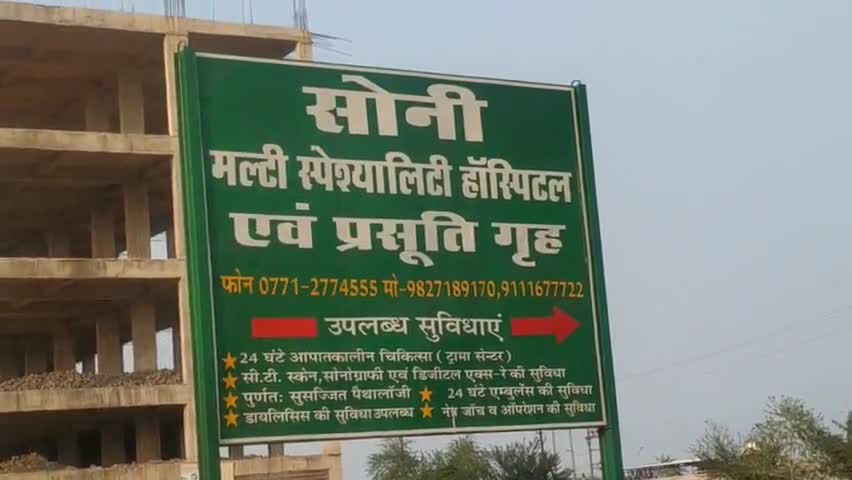 सोनी
मल्टी स्पेश्यालिटी हॉस्पिटल
एवं प्रसूति गृह
फोन 0771-2774555 मो-9827189170,9111677722
उपलब्ध सुविधाएं
24 घंटे आपातकालीन चिकित्सा ( ट्रामा सेन्टर )
सी.टी. स्केन,सोनोग्राफी एवं डिजीटल एक्स-रे की सुविधा
पुर्णतः सुसज्जित पैथालॉजी 24 घंटे एम्बुलेंस की सुविधा
डायलिसिस की सुविधा उपलब्ध नेत्र जाँच व ऑपरेशन की सुविधा